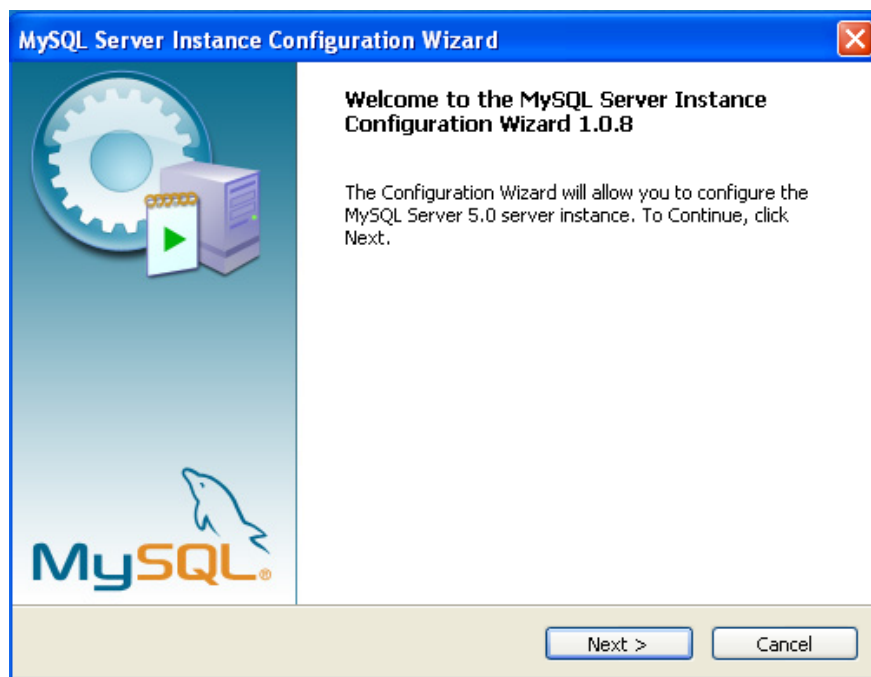 MySQL Server Instance Configuration Wizard
Welcome to the MySQL Server Instance
Configuration Wizard 1.0.8
The Configuration Wizard will allow you to configure the
MySQL Server 5.0 server instance. To Continue, click
Next.
MySQL®
Next >
Cancel